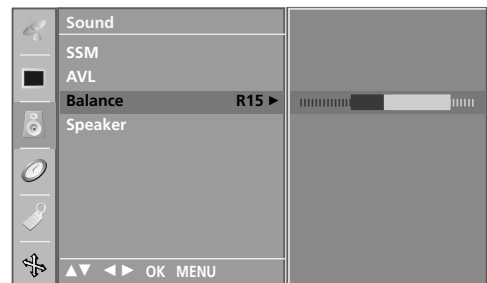 Sound
SSM
AVL
Balance R15 ►
Speaker
▲▼ ◄► OK MENU